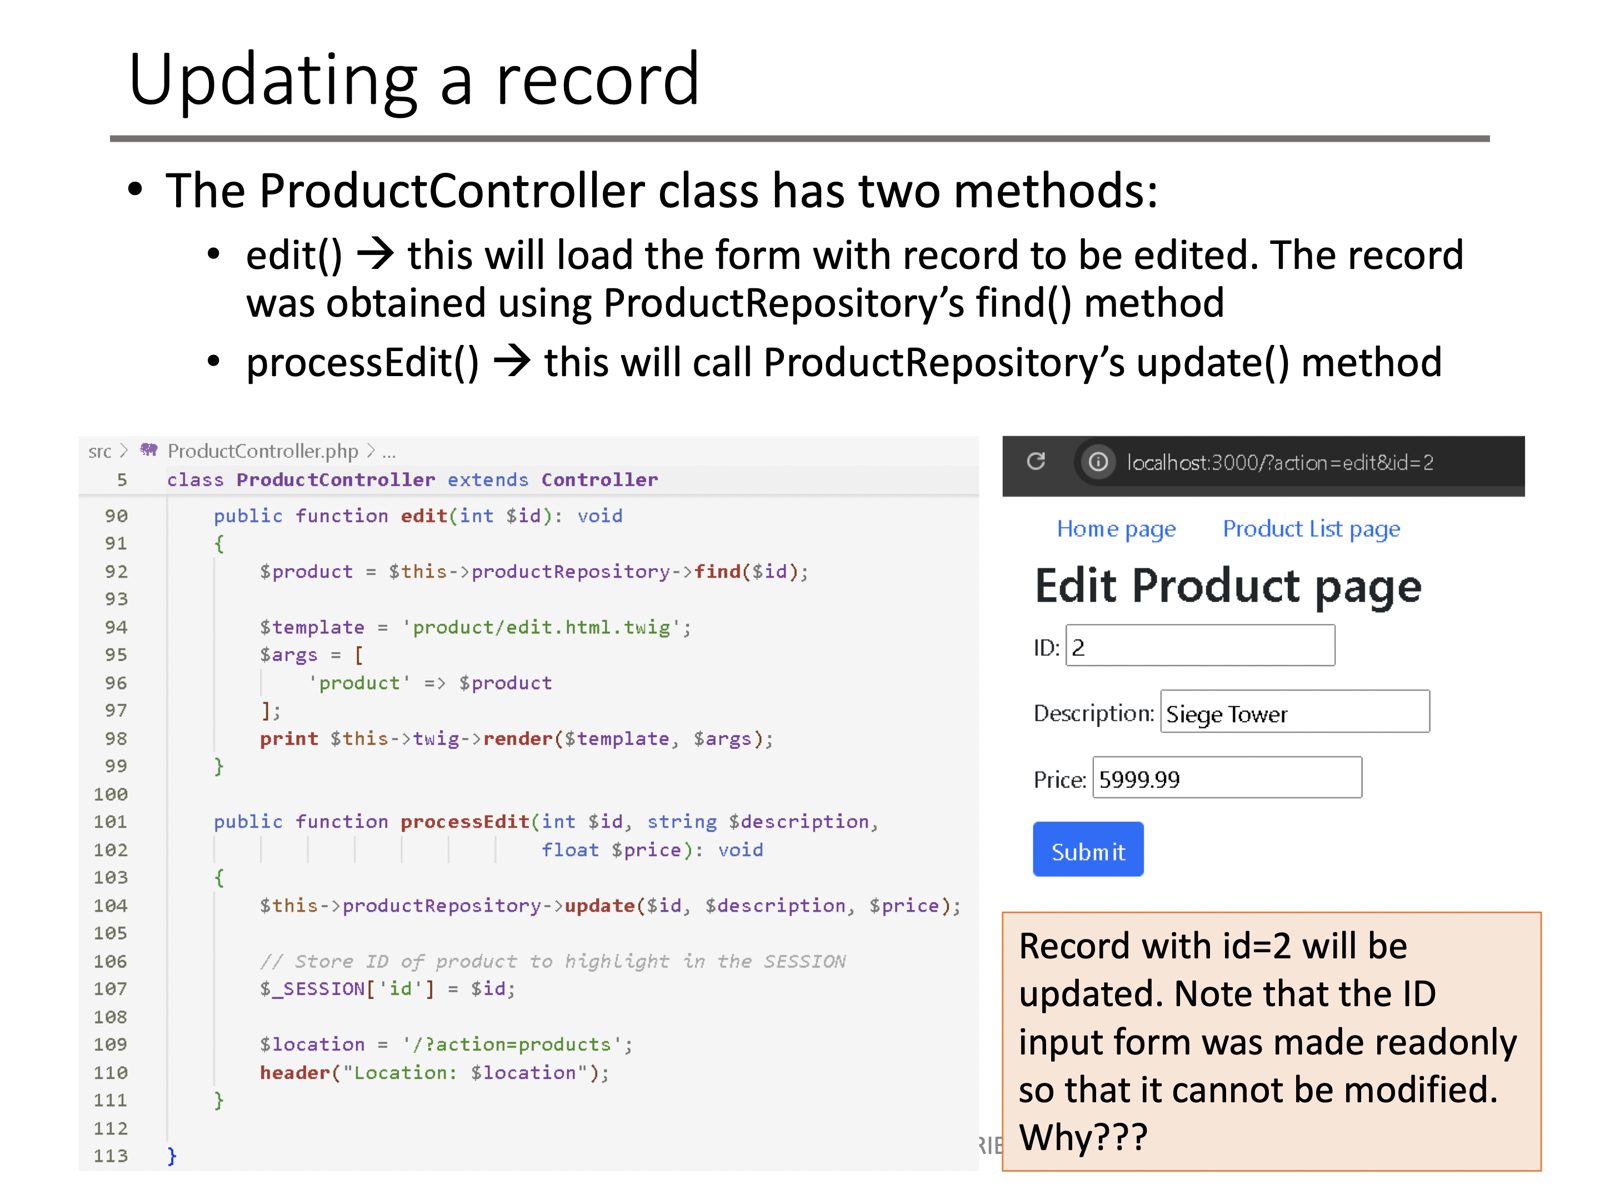 Updating a record
• The ProductController class has two methods:
• edit() → this will load the form with record to be edited. The record
was obtained using ProductRepository’s find() method
• processEdit() → this will call ProductRepository’s update() method
src > ProductController.php > ...
5 class ProductController extends Controller
90 public function edit(int $id): void
91 {
92 $product = $this->productRepository->find($id);
93
94 $template = 'product/edit.html.twig';
95 $args = [
96 'product' => $product
97 ];
98 print $this->twig->render($template, $args);
99 }
100
101 public function processEdit(int $id, string $description,
102 float $price): void
103 {
104 $this->productRepository->update($id, $description, $price);
105
106 // Store ID of product to highlight in the SESSION
107 $_SESSION['id'] = $id;
108
109 $location = '/?action=products';
110 header("Location: $location");
111 }
112
113 }
localhost:3000/?action=edit&id=2
Home page Product List page
Edit Product page
ID: 2
Description: Siege Tower
Price: 5999.99
Submit
Record with id=2 will be
updated. Note that the ID
input form was made readonly
so that it cannot be modified.
Why???